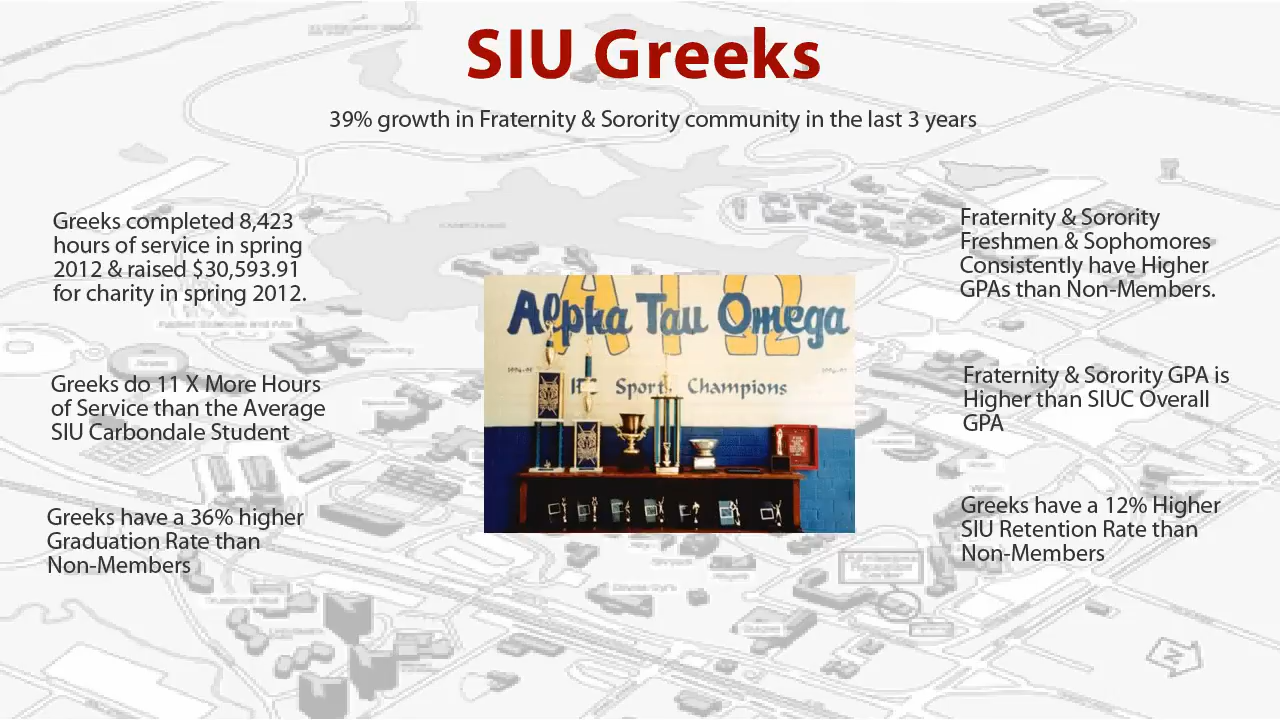 SIU Greeks
39% growth in Fraternity & Sorority community in the last 3 years
Greeks completed 8,423
hours of service in spring
2012 & raised $30,593.91
for charity in spring 2012.
Greeks do 11 X More Hours
of Service than the Average
SIU Carbondale Student
Greeks have a 36% higher
Graduation Rate than
Non-Members
ΑΤΩ
Alpha Tau Omega
Sport Champions
Fraternity & Sorority
Freshmen & Sophomores
Consistently have Higher
GPAs than Non-Members.
Fraternity & Sorority GPA is
Higher than SIUC Overall
GPA
Greeks have a 12% Higher
SIU Retention Rate than
Non-Members
N